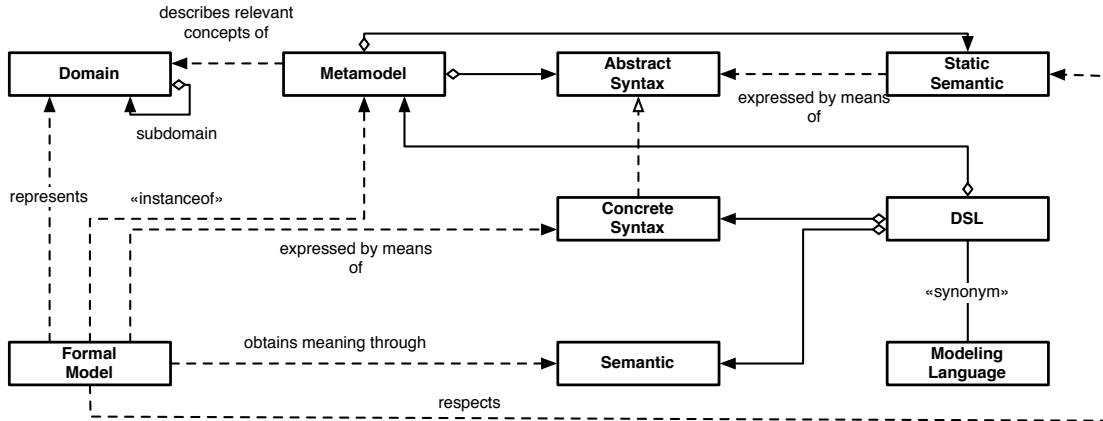 describes relevant
concepts of
Domain
Metamodel
Abstract
Syntax
Static
Semantic
expressed by means
of
subdomain
represents
«instanceof»
Concrete
Syntax
DSL
expressed by means
of
«synonym»
obtains meaning through
Formal
Model
Semantic
Modeling
Language
respects